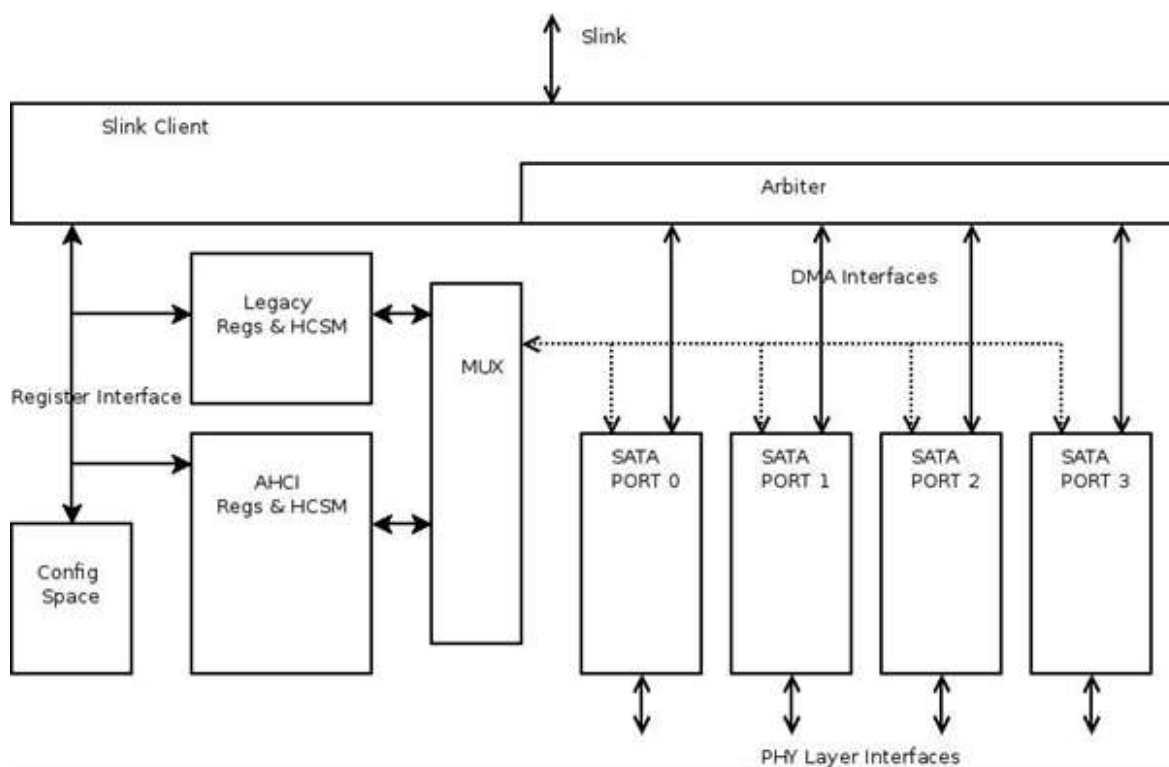 Slink
Slink Client
Arbiter
DMA Interfaces
Legacy
Regs & HCSM
MUX
Register Interface
AHCI
Regs & HCSM
Config
Space
SATA
PORT 0
SATA
PORT 1
SATA
PORT 2
SATA
PORT 3
PHY Layer Interfaces